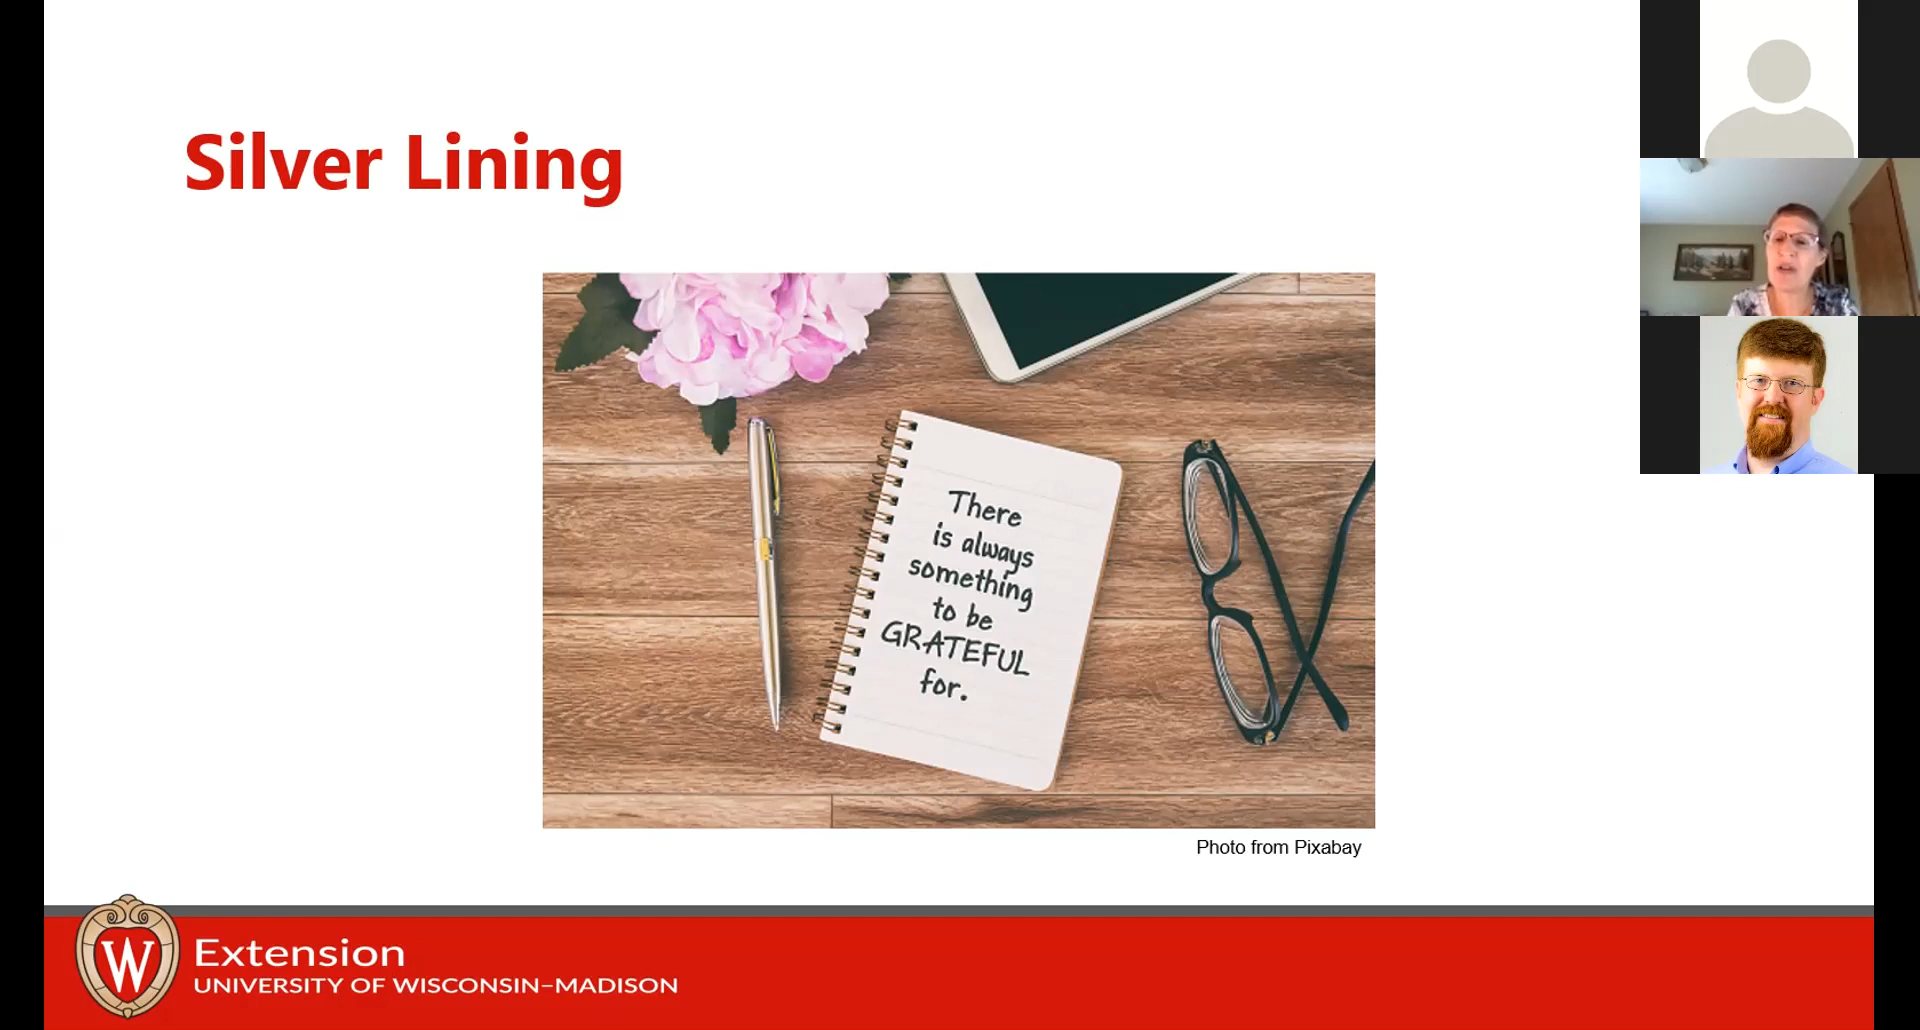 Silver Lining
There
is always
something
to be
GRATEFUL
for.
Photo from Pixabay
W
Extension
UNIVERSITY OF WISCONSIN–MADISON